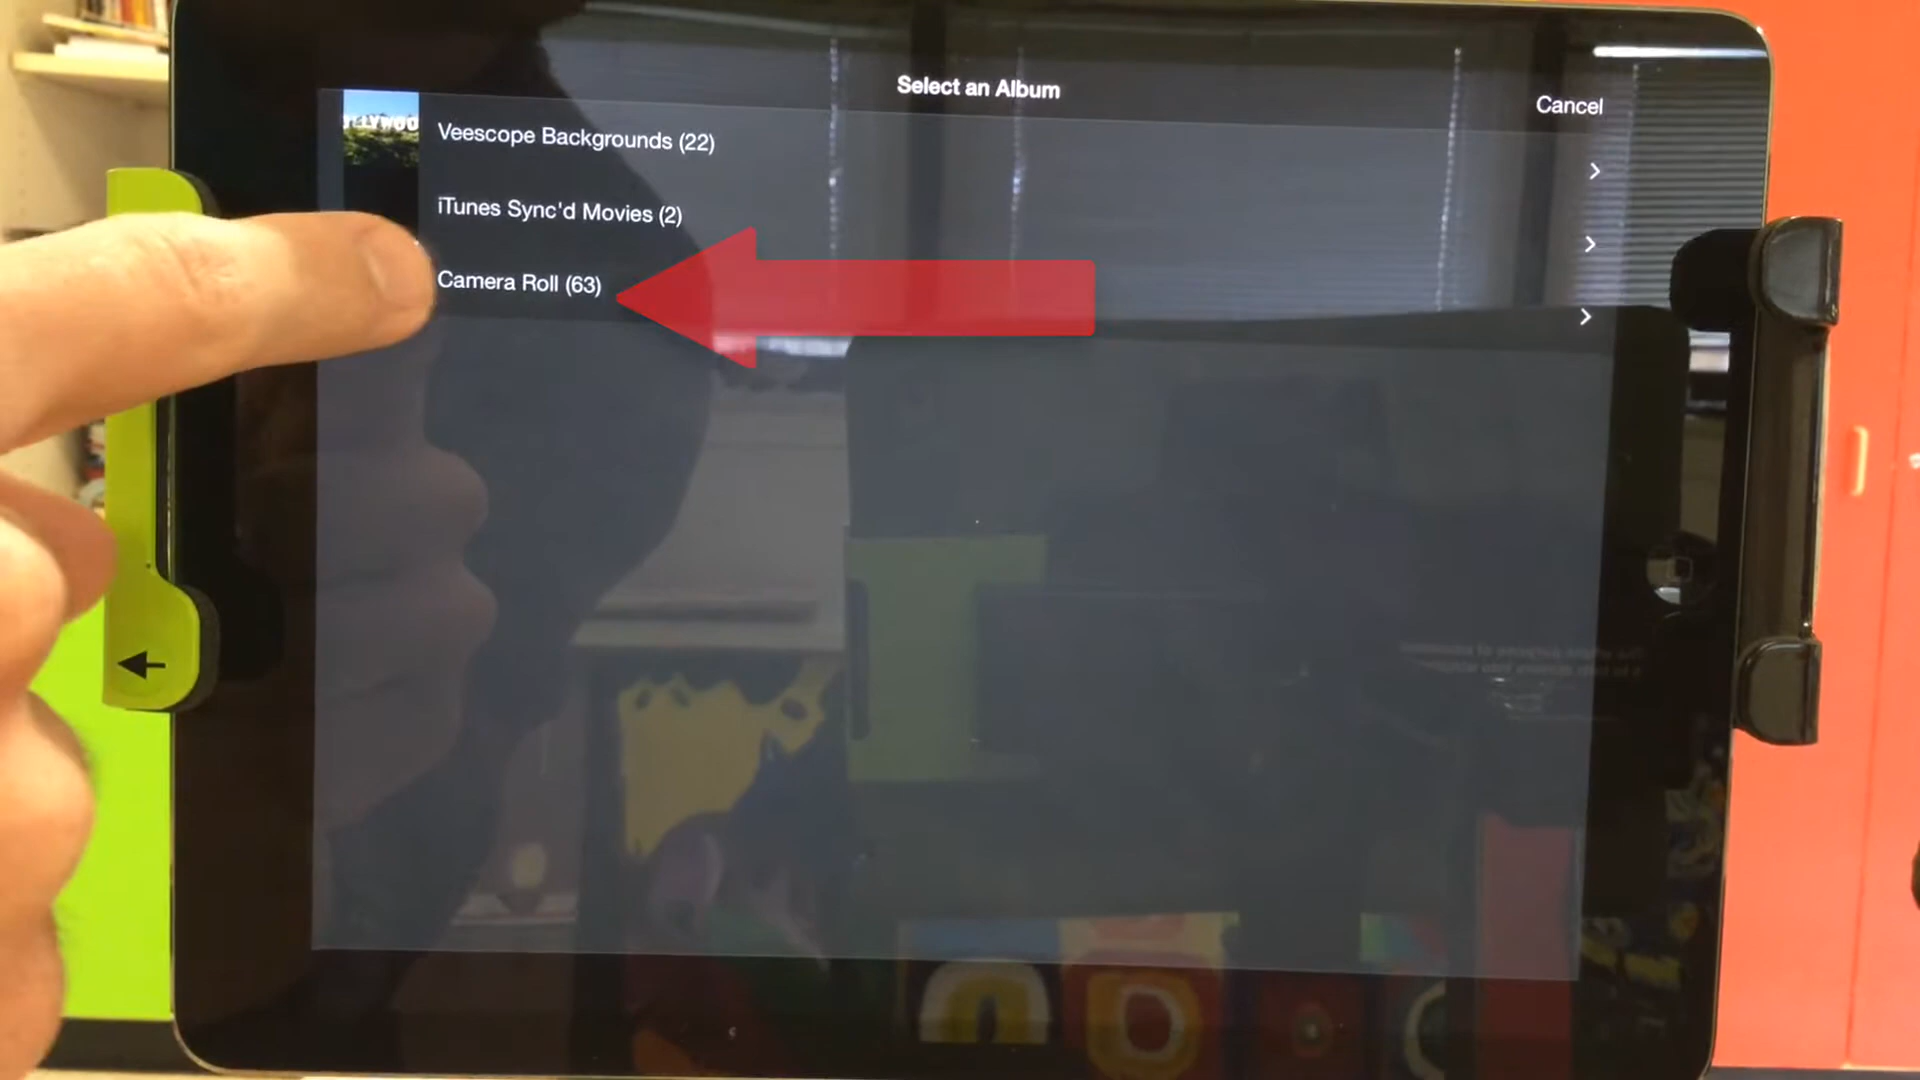 Select an Album
Cancel
Veescope Backgrounds (22)
iTunes Sync'd Movies (2)
Camera Roll (63)